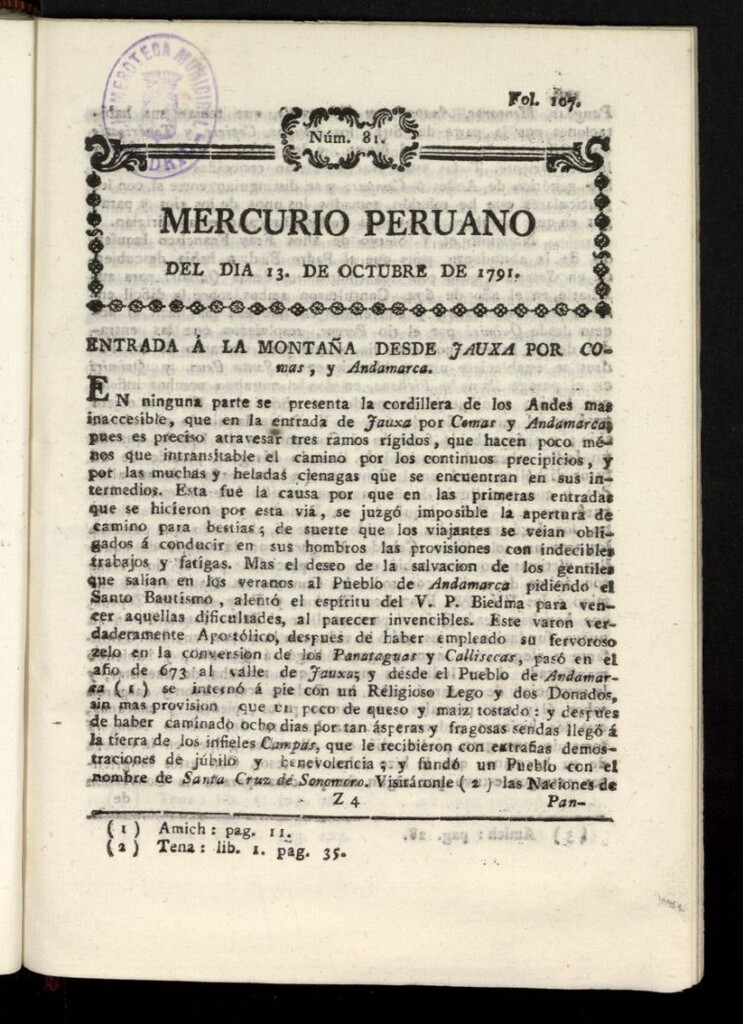 HEMEROTECA MUNICIPAL
MADRID
Fol. 107.
Núm. 81.
MERCURIO PERUANO
DEL DIA 13. DE OCTUBRE DE 1791.
ENTRADA Á LA MONTAÑA DESDE JAUXA POR CO-
mas, y Andamarca.
EN ninguna parte se presenta la cordillera de los Andes mas
inaccesible, que en la entrada de Jauxa por Comas y Andamarca;
pues es preciso atravesar tres ramos rígidos, que hacen poco mé-
nos que intransitable el camino por los continuos precipicios, y
por las muchas y heladas cienagas que se encuentran en sus in-
termedios. Esta fué la causa por que en las primeras entradas
que se hicieron por esta viá, se juzgó imposible la apertura de
camino para bestias; de suerte que los viajantes se veian obli-
gados á conducir en sus hombros las provisiones con indecibles
trabajos y fatigas. Mas el deseo de la salvacion de los gentiles
que salian en los veranos al Pueblo de Andamarca pidiéndo el
Santo Bautismo, alentó el espíritu del V. P. Biedma para ven-
cer aquellas dificultades, al parecer invencibles. Este varon ver-
daderamente Apostólico, despues de haber empleado su fervoroso
zelo en la conversion de los Panataguas y Callisecas, pasó en el
año de 673 al valle de Jauxa; y desde el Pueblo de Andamar-
ca (1) se internó á pie con un Religioso Lego y dos Donados,
sin mas provision que un poco de queso y maiz tostado: y despues
de haber caminado ocho dias por tan ásperas y fragosas sendas llegó á
la tierra de los infieles Campas, que le recibieron con extrañas demos-
traciones de júbilo y benevolencia; y fundó un Pueblo con el
nombre de Santa Cruz de Sonomoro. Visitáronle (2) las Naciones de
Z 4 Pan-
(1) Amich: pag. 11.
(2) Tena: lib. 1. pag. 35.